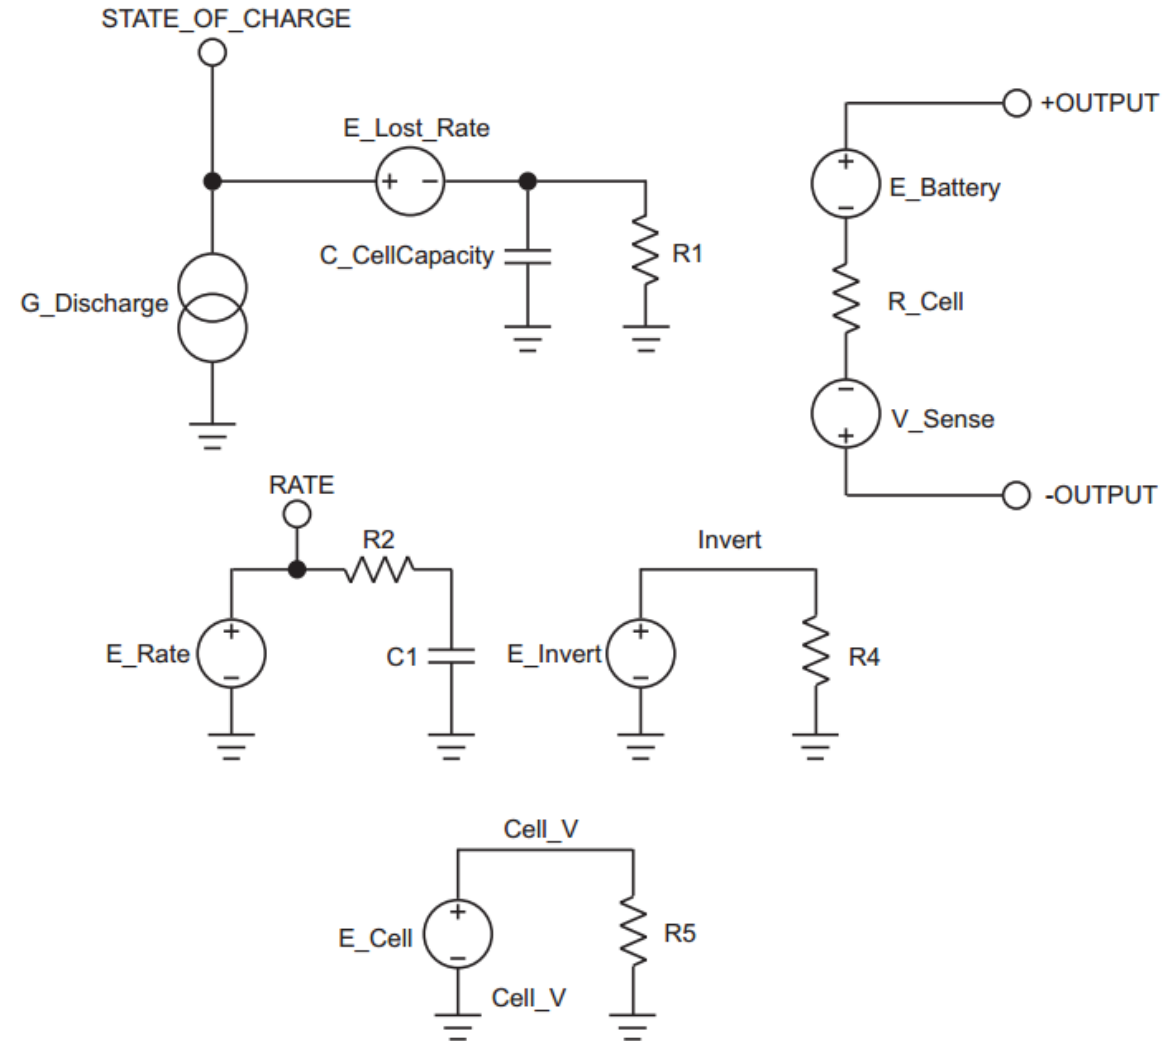 STATE_OF_CHARGE
+OUTPUT
E_Lost_Rate
+ −
+
E_Battery
−
C_CellCapacity
R1
G_Discharge
R_Cell
−
V_Sense
+
-OUTPUT
RATE
R2
Invert
+
E_Rate
−
C1
+
E_Invert
−
R4
Cell_V
+
E_Cell
−
R5
Cell_V